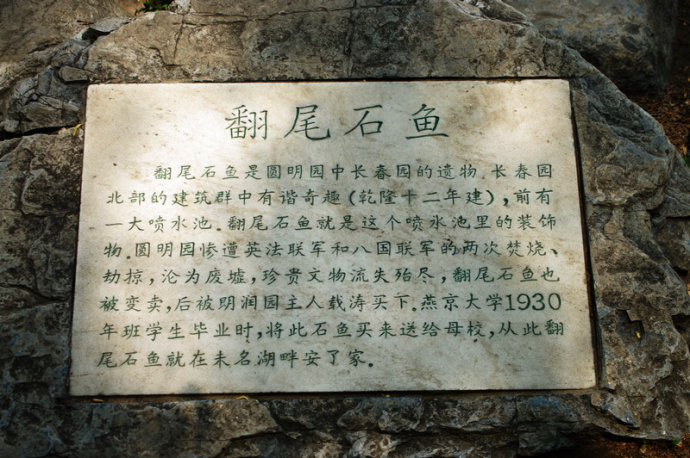 翻尾石鱼
翻尾石鱼是圆明园中长春园的遗物.长春园
北部的建筑群中有谐奇趣(乾隆十二年建),前有
一大喷水池.翻尾石鱼就是这个喷水池里的装饰
物.圆明园惨遭英法联军和八国联军的两次焚烧、
劫掠,沦为废墟,珍贵文物流失殆尽,翻尾石鱼也
被变卖,后被明润园主人载涛买下.燕京大学1930
年班学生毕业时,将此石鱼买来送给母校,从此翻
尾石鱼就在未名湖畔安了家.